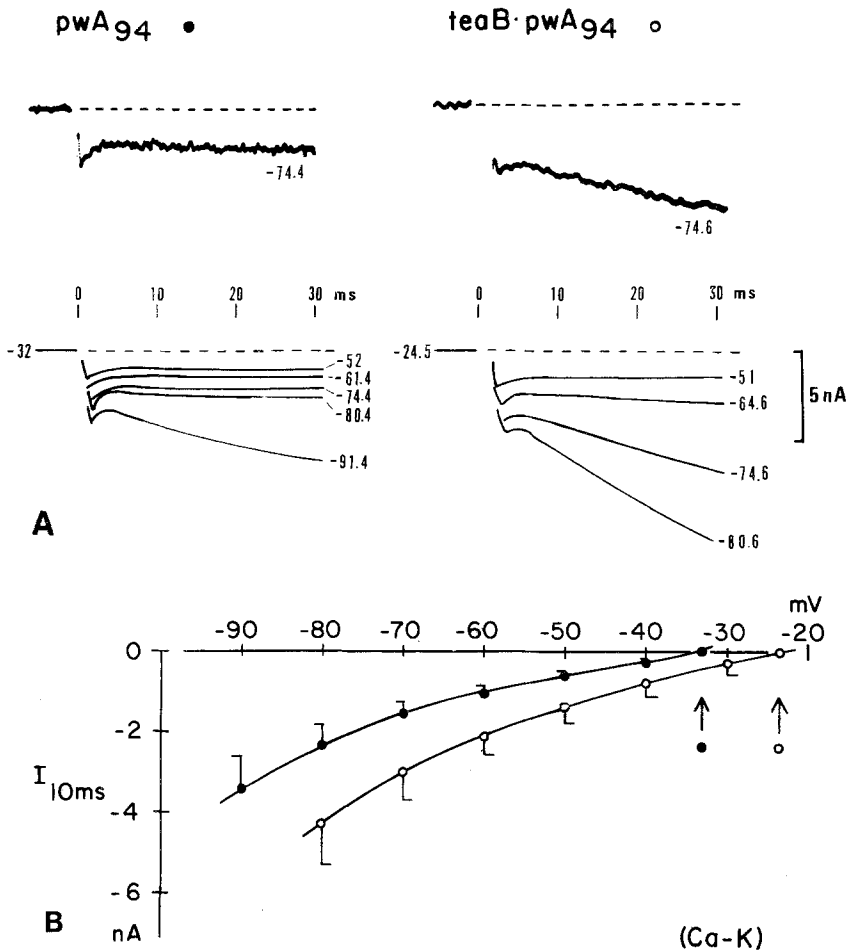 pwA94 ● teaB·pwA94 ○
-74.4
-74.6
0 10 20 30 ms 0 10 20 30 ms
-32
-52
-61.4
-74.4
-80.4
-91.4
-24.5
-51
-64.6
-74.6
-80.6
5nA
A
mV
-90 -80 -70 -60 -50 -40 -30 -20
0
-2
-4
-6
I10ms
nA
B
(Ca-K)